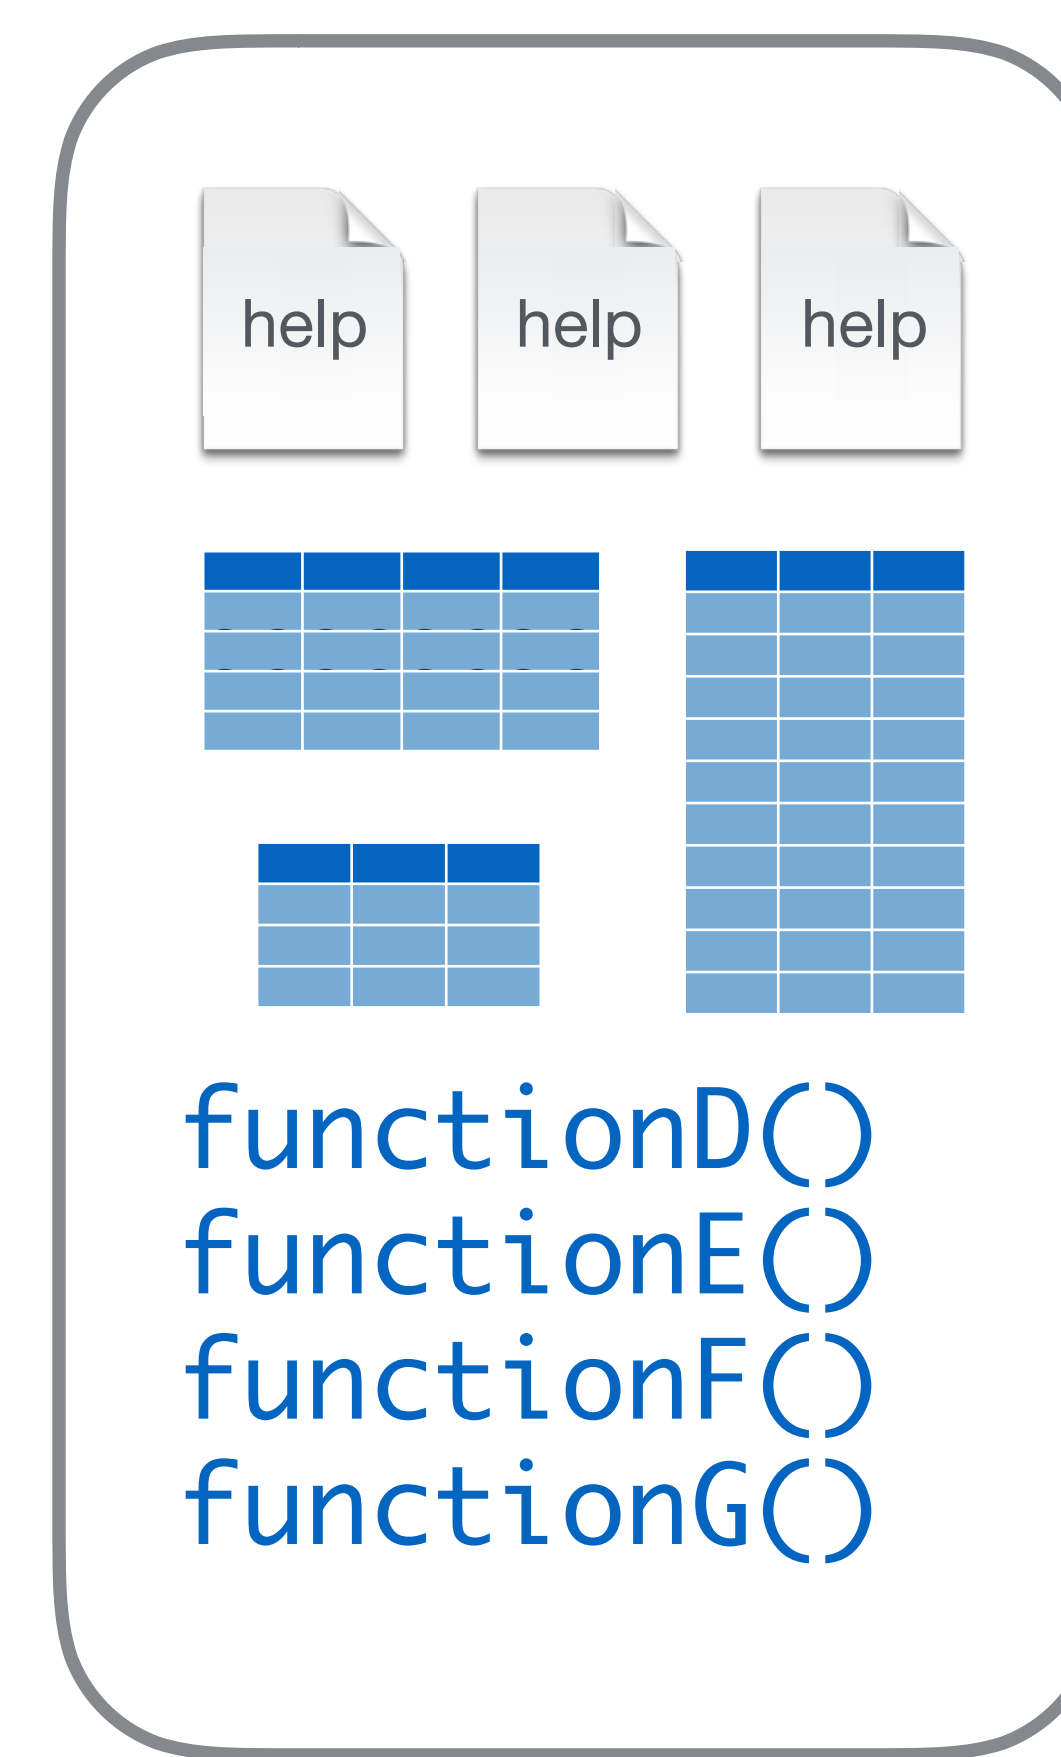 help help help
functionD()
functionE()
functionF()
functionG()